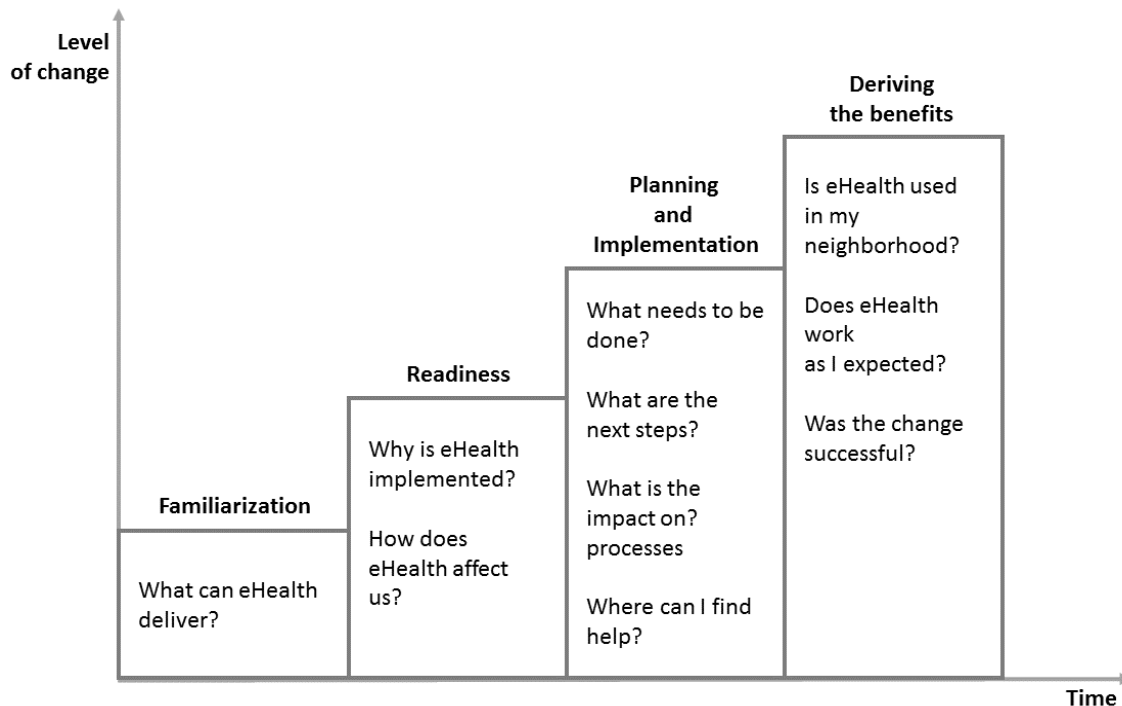 Level
of change
Familiarization
What can eHealth
deliver?
Readiness
Why is eHealth
implemented?
How does
eHealth affect
us?
Planning
and
Implementation
What needs to be
done?
What are the
next steps?
What is the
impact on?
processes
Where can I find
help?
Deriving
the benefits
Is eHealth used
in my
neighborhood?
Does eHealth
work
as I expected?
Was the change
successful?
Time